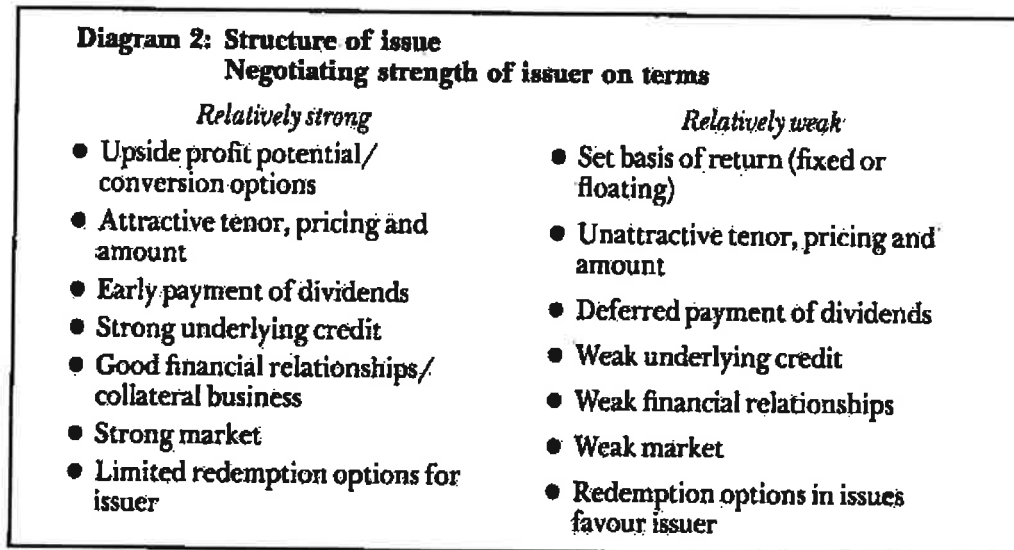 Diagram 2: Structure of issue
Negotiating strength of issuer on terms
Relatively strong
● Upside profit potential/
conversion options
● Attractive tenor, pricing and
amount
● Early payment of dividends
● Strong underlying credit
● Good financial relationships/
collateral business
● Strong market
● Limited redemption options for
issuer
Relatively weak
● Set basis of return (fixed or
floating)
● Unattractive tenor, pricing and
amount
● Deferred payment of dividends
● Weak underlying credit
● Weak financial relationships
● Weak market
● Redemption options in issues
favour issuer